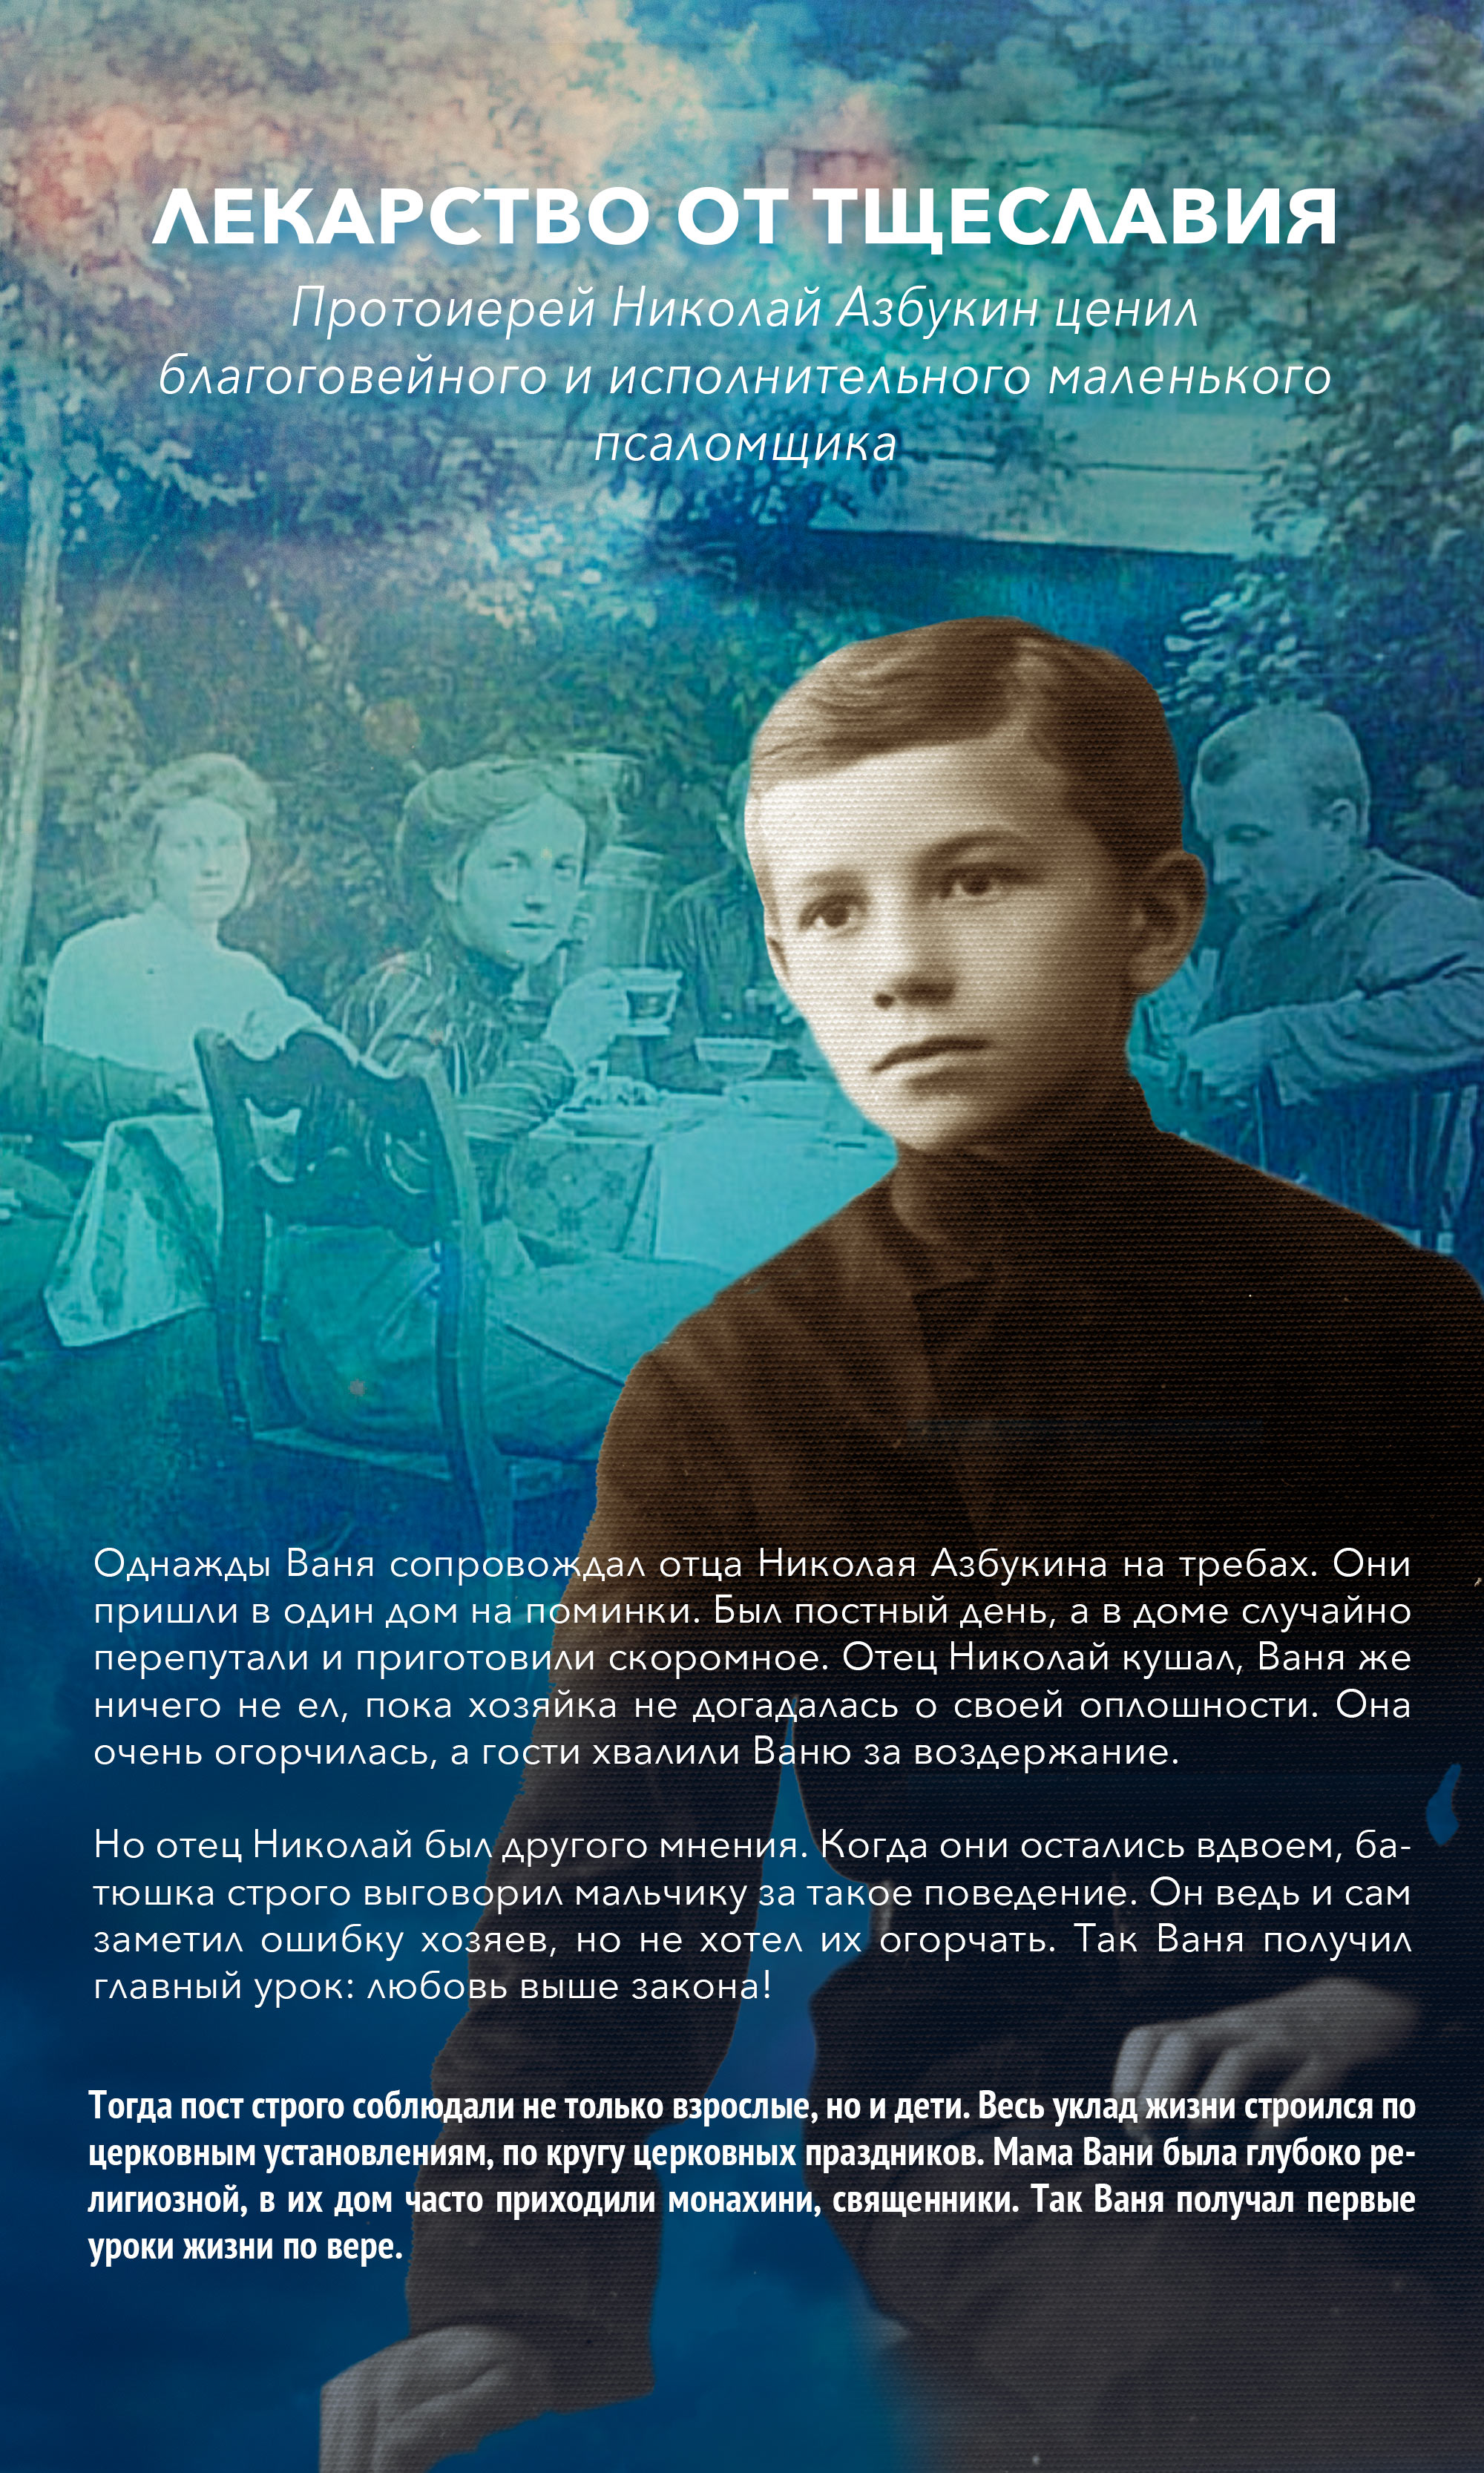 ЛЕКАРСТВО ОТ ТЩЕСЛАВИЯ
Протоиерей Николай Азбукин ценил
благоговейного и исполнительного маленького
псаломщика
Однажды Ваня сопровождал отца Николая Азбукина на требах. Они
пришли в один дом на поминки. Был постный день, а в доме случайно
перепутали и приготовили скоромное. Отец Николай кушал, Ваня же
ничего не ел, пока хозяйка не догадалась о своей оплошности. Она
очень огорчилась, а гости хвалили Ваню за воздержание.
Но отец Николай был другого мнения. Когда они остались вдвоем, ба-
тюшка строго выговорил мальчику за такое поведение. Он ведь и сам
заметил ошибку хозяев, но не хотел их огорчать. Так Ваня получил
главный урок: любовь выше закона!
Тогда пост строго соблюдали не только взрослые, но и дети. Весь уклад жизни строился по
церковным установлениям, по кругу церковных праздников. Мама Вани была глубоко ре-
лигиозной, в их дом часто приходили монахини, священники. Так Ваня получал первые
уроки жизни по вере.